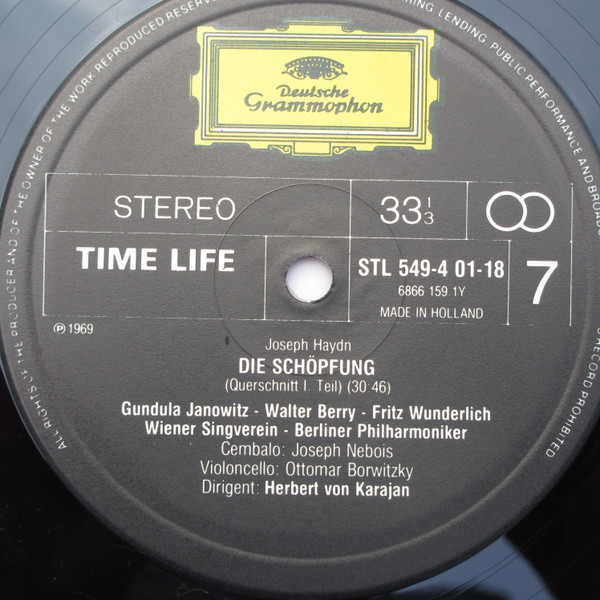 Deutsche
Grammophon
STEREO
33 1/3
TIME LIFE
STL 549-4 01-18
6866 159.1Y
MADE IN HOLLAND
7
℗ 1969
Joseph Haydn
DIE SCHÖPFUNG
(Querschnitt I. Teil) (30 46)
Gundula Janowitz - Walter Berry - Fritz Wunderlich
Wiener Singverein - Berliner Philharmoniker
Cembalo: Joseph Nebois
Violoncello: Ottomar Borwitzky
Dirigent: Herbert von Karajan
ALL RIGHTS OF THE PRODUCER AND OF THE OWNER OF THE WORK REPRODUCED RESERVE
RING, LENDING, PUBLIC PERFORMANCE AND BROADC
RECORD PROHIBITED